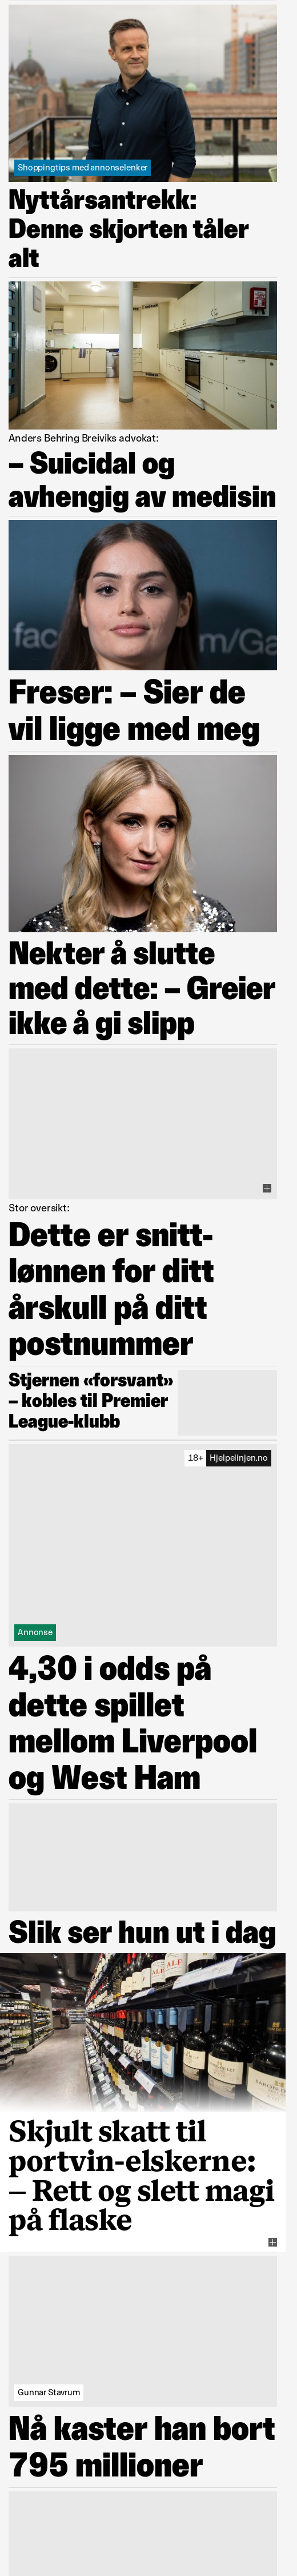 Shoppingtips med annonselenker
Nyttårsantrekk:
Denne skjorten tåler
alt
Anders Behring Breiviks advokat:
– Suicidal og
avhengig av medisin
Freser: – Sier de
vil ligge med meg
Nekter å slutte
med dette: – Greier
ikke å gi slipp
Stor oversikt:
Dette er snitt-
lønnen for ditt
årskull på ditt
postnummer
Stjernen «forsvant»
– kobles til Premier
League-klubb
18+ Hjelpelinjen.no
Annonse
4,30 i odds på
dette spillet
mellom Liverpool
og West Ham
Slik ser hun ut i dag
ALE
Skjult skatt til
portvin-elskerne:
– Rett og slett magi
på flaske
Gunnar Stavrum
Nå kaster han bort
795 millioner